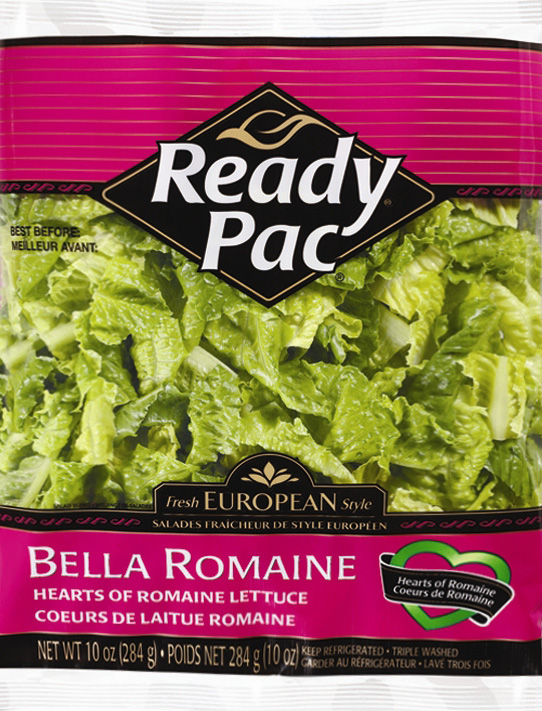 Ready
Pac®
BEST BEFORE:
MEILLEUR AVANT:
Fresh EUROPEAN Style
SALADES FRAÎCHEUR DE STYLE EUROPÉEN
BELLA ROMAINE
HEARTS OF ROMAINE LETTUCE
COEURS DE LAITUE ROMAINE
Hearts of Romaine
Coeurs de Romaine
NET WT 10 oz (284 g) • POIDS NET 284 g (10 oz)
KEEP REFRIGERATED • TRIPLE WASHED
GARDER AU RÉFRIGÉRATEUR • LAVÉ TROIS FOIS